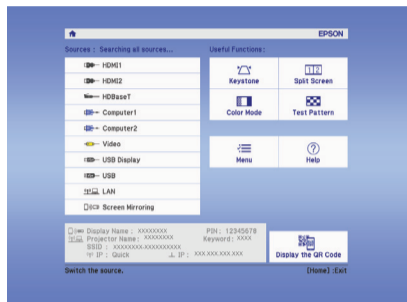 EPSON
Sources : Searching all sources...
Useful Functions:
HDMI1
HDMI2
HDBaseT
Computer1
Computer2
Video
USB Display
USB
LAN
Screen Mirroring
Keystone
1 2
Split Screen
Color Mode
Test Pattern
Menu
?
Help
Display Name : XXXXXXXX
PIN : 12345678
Projector Name : XXXXXXXX
Keyword : XXXX
SSID : XXXXXXXX-XXXXXXXXXX
IP : Quick
IP : XXX.XXX.XXX.XXX
Display the QR Code
Switch the source.
[Home] :Exit